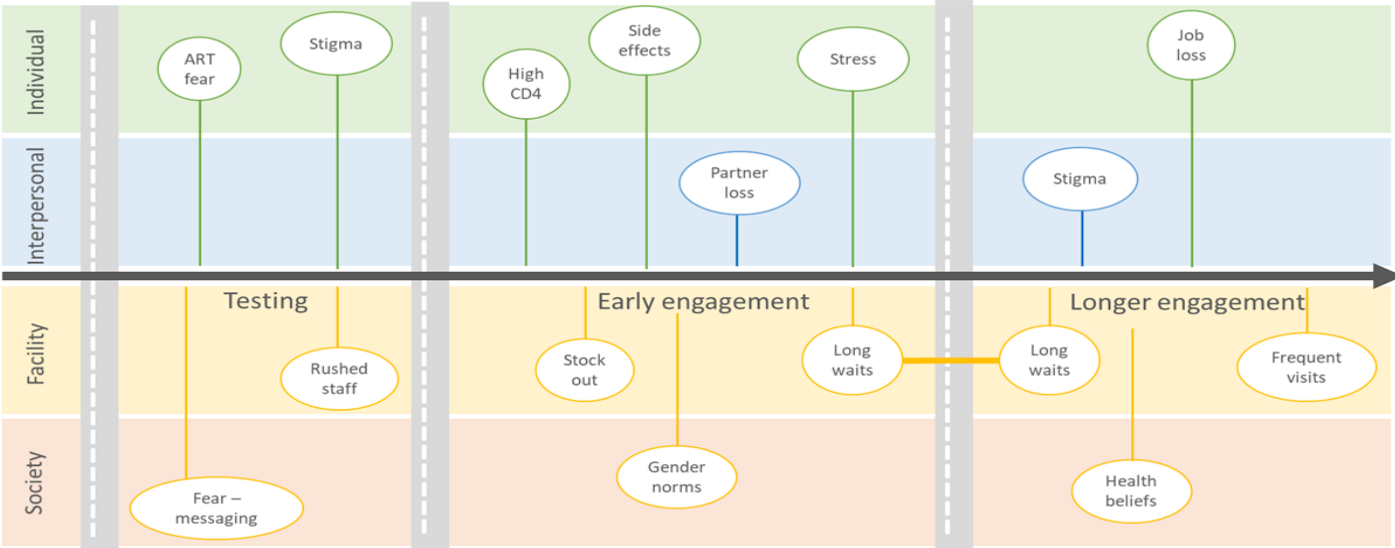 Individual
ART
fear
Stigma
High
CD4
Side
effects
Stress
Job
loss
Interpersonal
Partner
loss
Stigma
Testing
Early engagement
Longer engagement
Facility
Rushed
staff
Stock
out
Long
waits
Long
waits
Frequent
visits
Society
Fear –
messaging
Gender
norms
Health
beliefs